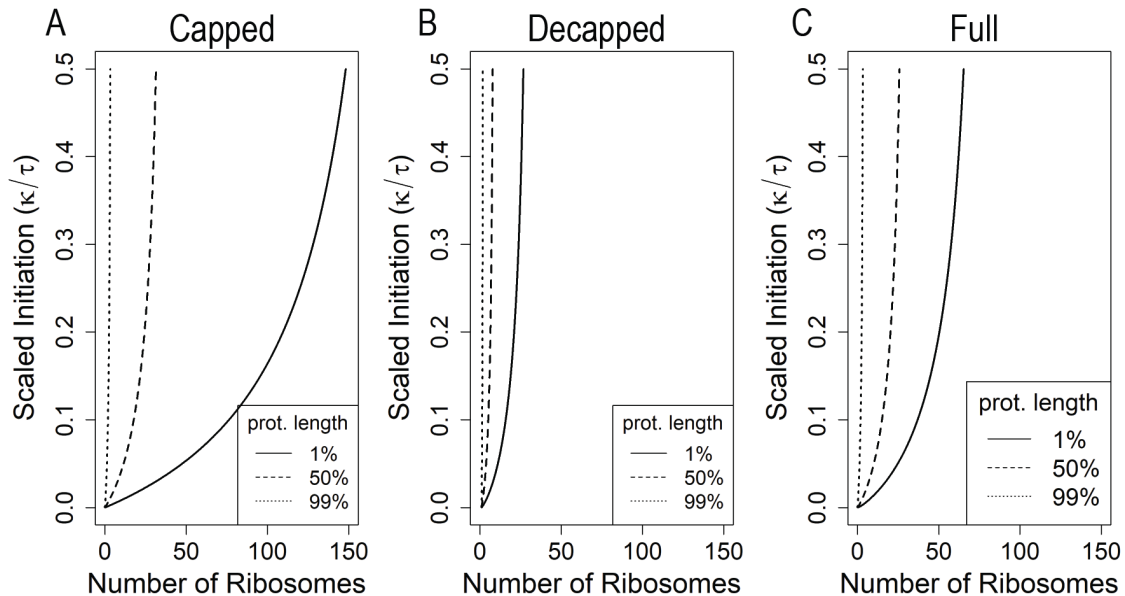 A
Capped
Scaled Initiation (κ/τ)
0.5
0.4
0.3
0.2
0.1
0.0
prot. length
1%
50%
99%
0
50
100
150
Number of Ribosomes
B
Decapped
Scaled Initiation (κ/τ)
0.5
0.4
0.3
0.2
0.1
0.0
prot. length
1%
50%
99%
0
50
100
150
Number of Ribosomes
C
Full
Scaled Initiation (κ/τ)
0.5
0.4
0.3
0.2
0.1
0.0
prot. length
1%
50%
99%
0
50
100
150
Number of Ribosomes